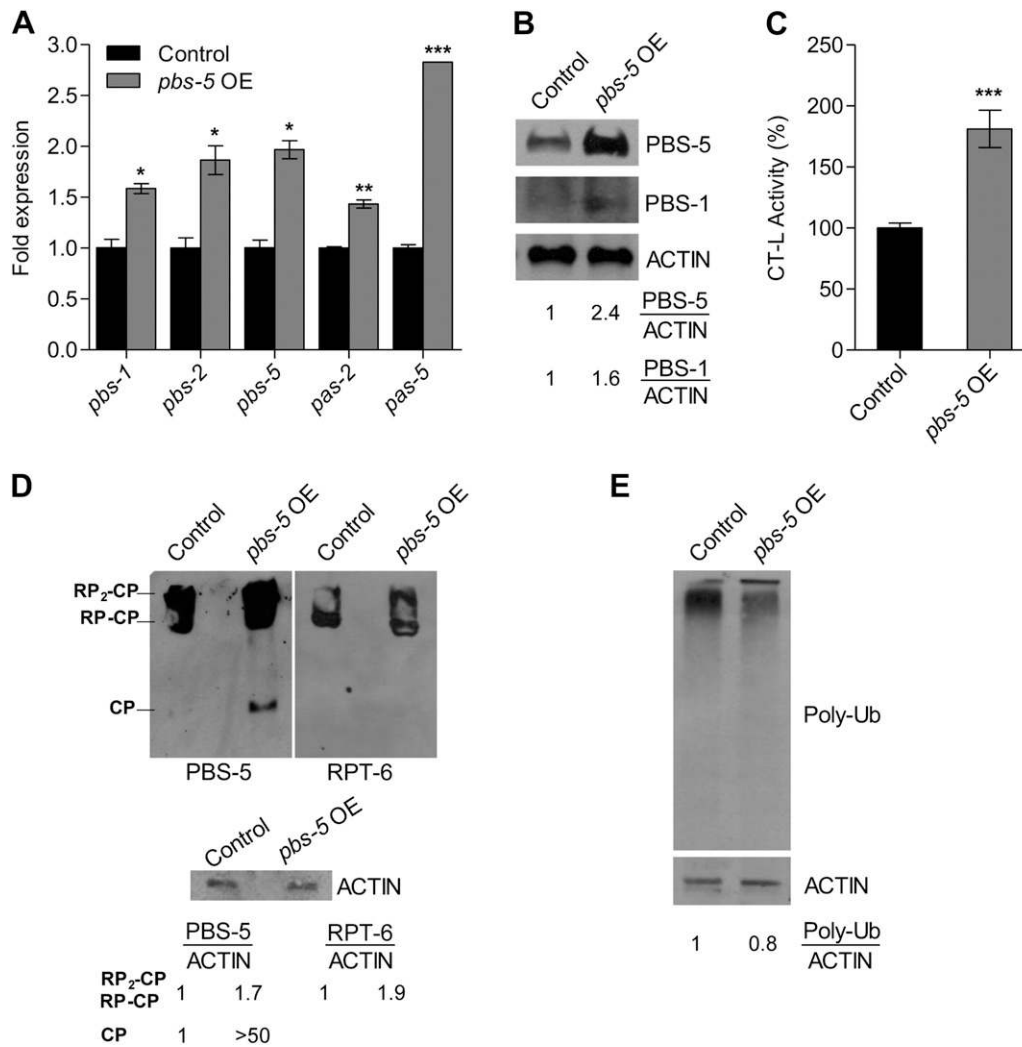 A
Fold expression
3.0
2.5
2.0
1.5
1.0
0.5
0.0
Control
pbs-5 OE
*
*
*
**
***
pbs-1
pbs-2
pbs-5
pas-2
pas-5
B
Control
pbs-5 OE
PBS-5
PBS-1
ACTIN
1 2.4 PBS-5
ACTIN
1 1.6 PBS-1
ACTIN
C
CT-L Activity (%)
250
200
150
100
50
0
***
Control
pbs-5 OE
D
Control
pbs-5 OE
Control
pbs-5 OE
RP2-CP
RP-CP
CP
PBS-5 RPT-6
Control
pbs-5 OE
ACTIN
PBS-5 RPT-6
ACTIN ACTIN
RP2-CP
RP-CP 1 1.7 1 1.9
CP 1 >50
E
Control
pbs-5 OE
Poly-Ub
ACTIN
1 0.8 Poly-Ub
ACTIN